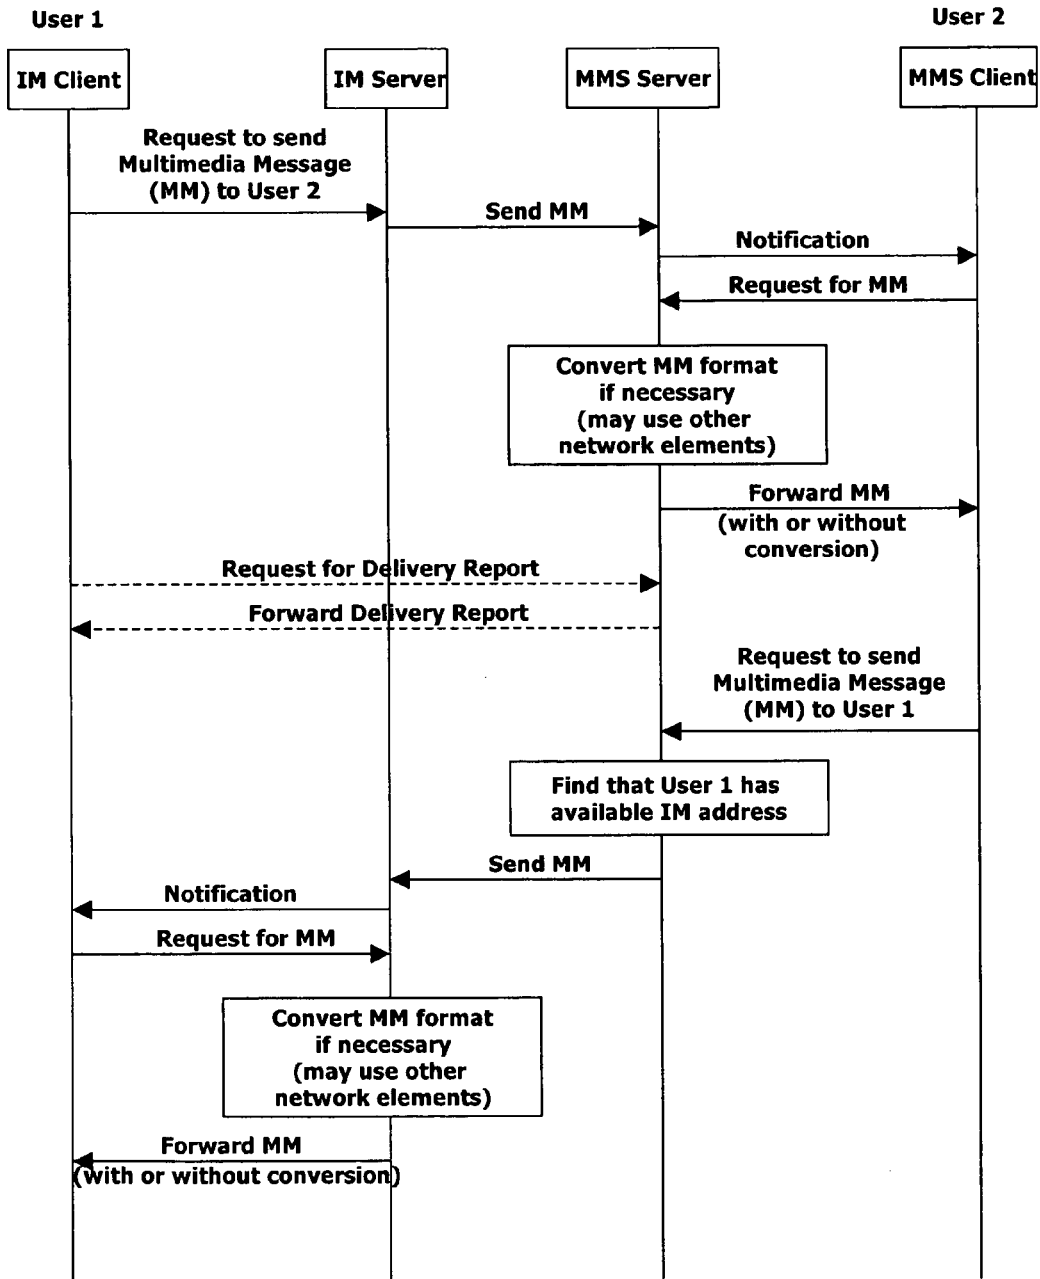 User 1
User 2
IM Client
IM Server
MMS Server
MMS Client
Request to send
Multimedia Message
(MM) to User 2
Send MM
Notification
Request for MM
Convert MM format
if necessary
(may use other
network elements)
Forward MM
(with or without
conversion)
Request for Delivery Report
Forward Delivery Report
Request to send
Multimedia Message
(MM) to User 1
Find that User 1 has
available IM address
Send MM
Notification
Request for MM
Convert MM format
if necessary
(may use other
network elements)
Forward MM
(with or without conversion)